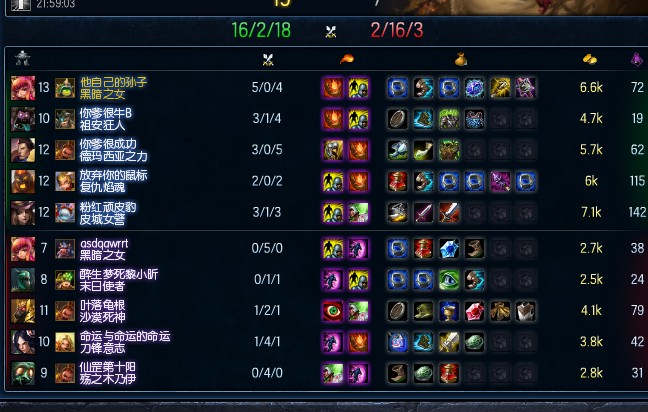 21:59:03
16/2/18 2/16/3
13 他自己的孙子 5/0/4 6.6k 72
黑暗之女
10 你爹很牛B 3/1/4 4.7k 19
祖安狂人
12 你爹很成功 3/0/5 5.7k 62
德玛西亚之力
12 放弃你的鼠标 2/0/2 6k 115
复仇焰魂
12 粉红顽皮豹 3/1/3 7.1k 142
皮城女警
7 asdqqwrrt 0/5/0 2.7k 38
黑暗之女
8 醉生梦死黎小昕 0/1/1 2.5k 24
末日使者
11 叶落龟根 1/2/1 4.1k 79
沙漠死神
10 命运与命运的命运 1/4/1 3.8k 42
刀锋意志
9 仙罡第十阳 0/4/0 2.8k 31
殇之木乃伊